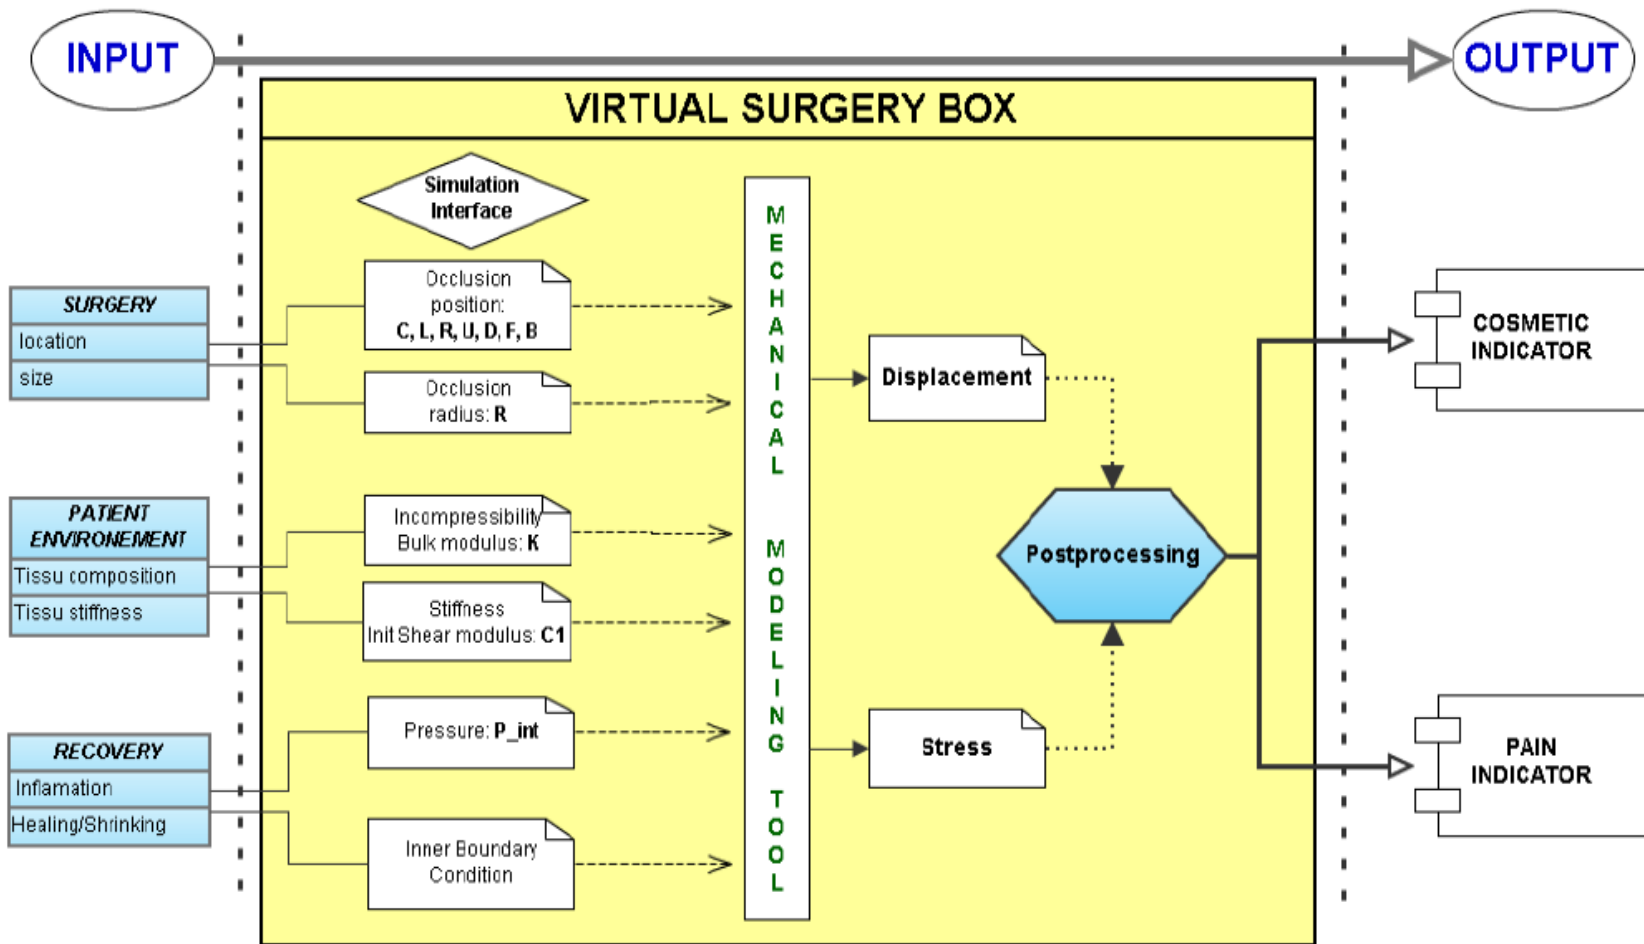 INPUT
OUTPUT
VIRTUAL SURGERY BOX
Simulation
Interface
SURGERY
location
size
Occlusion
position:
C, L, R, U, D, F, B
Occlusion
radius: R
PATIENT
ENVIRONEMENT
Tissu composition
Tissu stiffness
Incompressibility
Bulk modulus: K
Stiffness
Init Shear modulus: C1
RECOVERY
Inflamation
Healing/Shrinking
Pressure: P_int
Inner Boundary
Condition
MECHANICAL MODELING TOOL
Displacement
Stress
Postprocessing
COSMETIC
INDICATOR
PAIN
INDICATOR